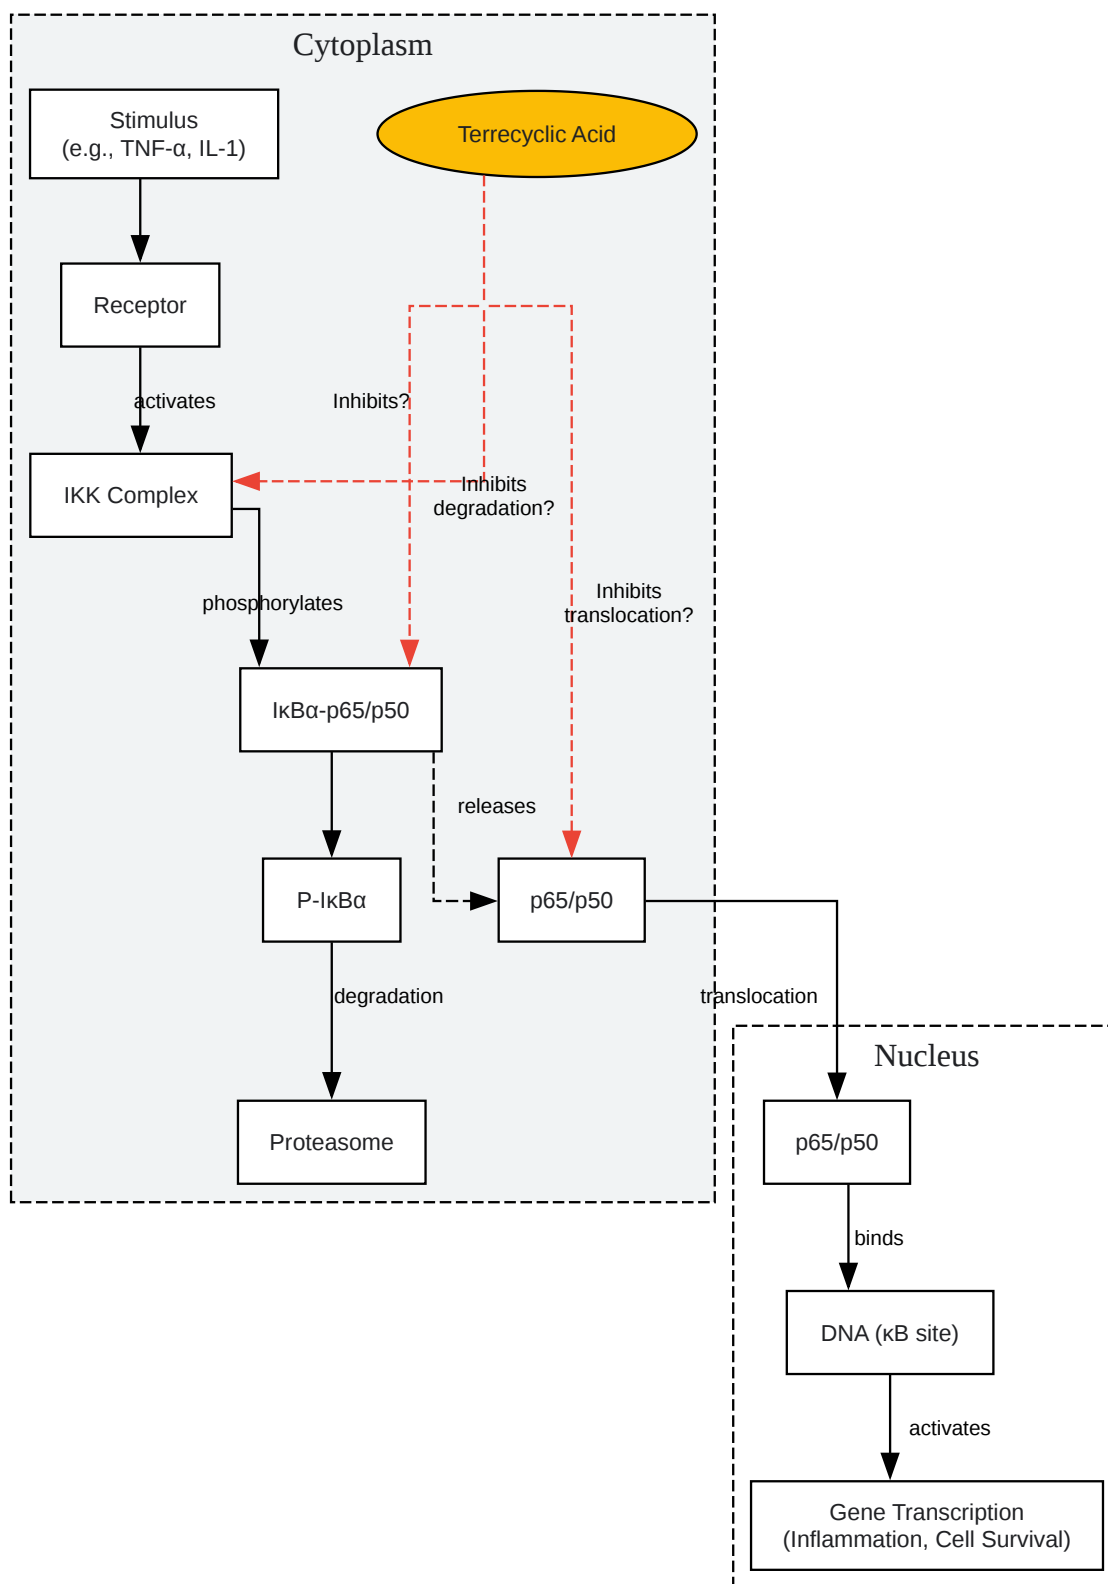 Cytoplasm
Stimulus
(e.g., TNF-α, IL-1)
Terrecyclic Acid
Receptor
activates
Inhibits?
IKK Complex
Inhibits
degradation?
phosphorylates
Inhibits
translocation?
IκBα-p65/p50
releases
P-IκBα
p65/p50
degradation
translocation
Nucleus
Proteasome
p65/p50
binds
DNA (κB site)
activates
Gene Transcription
(Inflammation, Cell Survival)